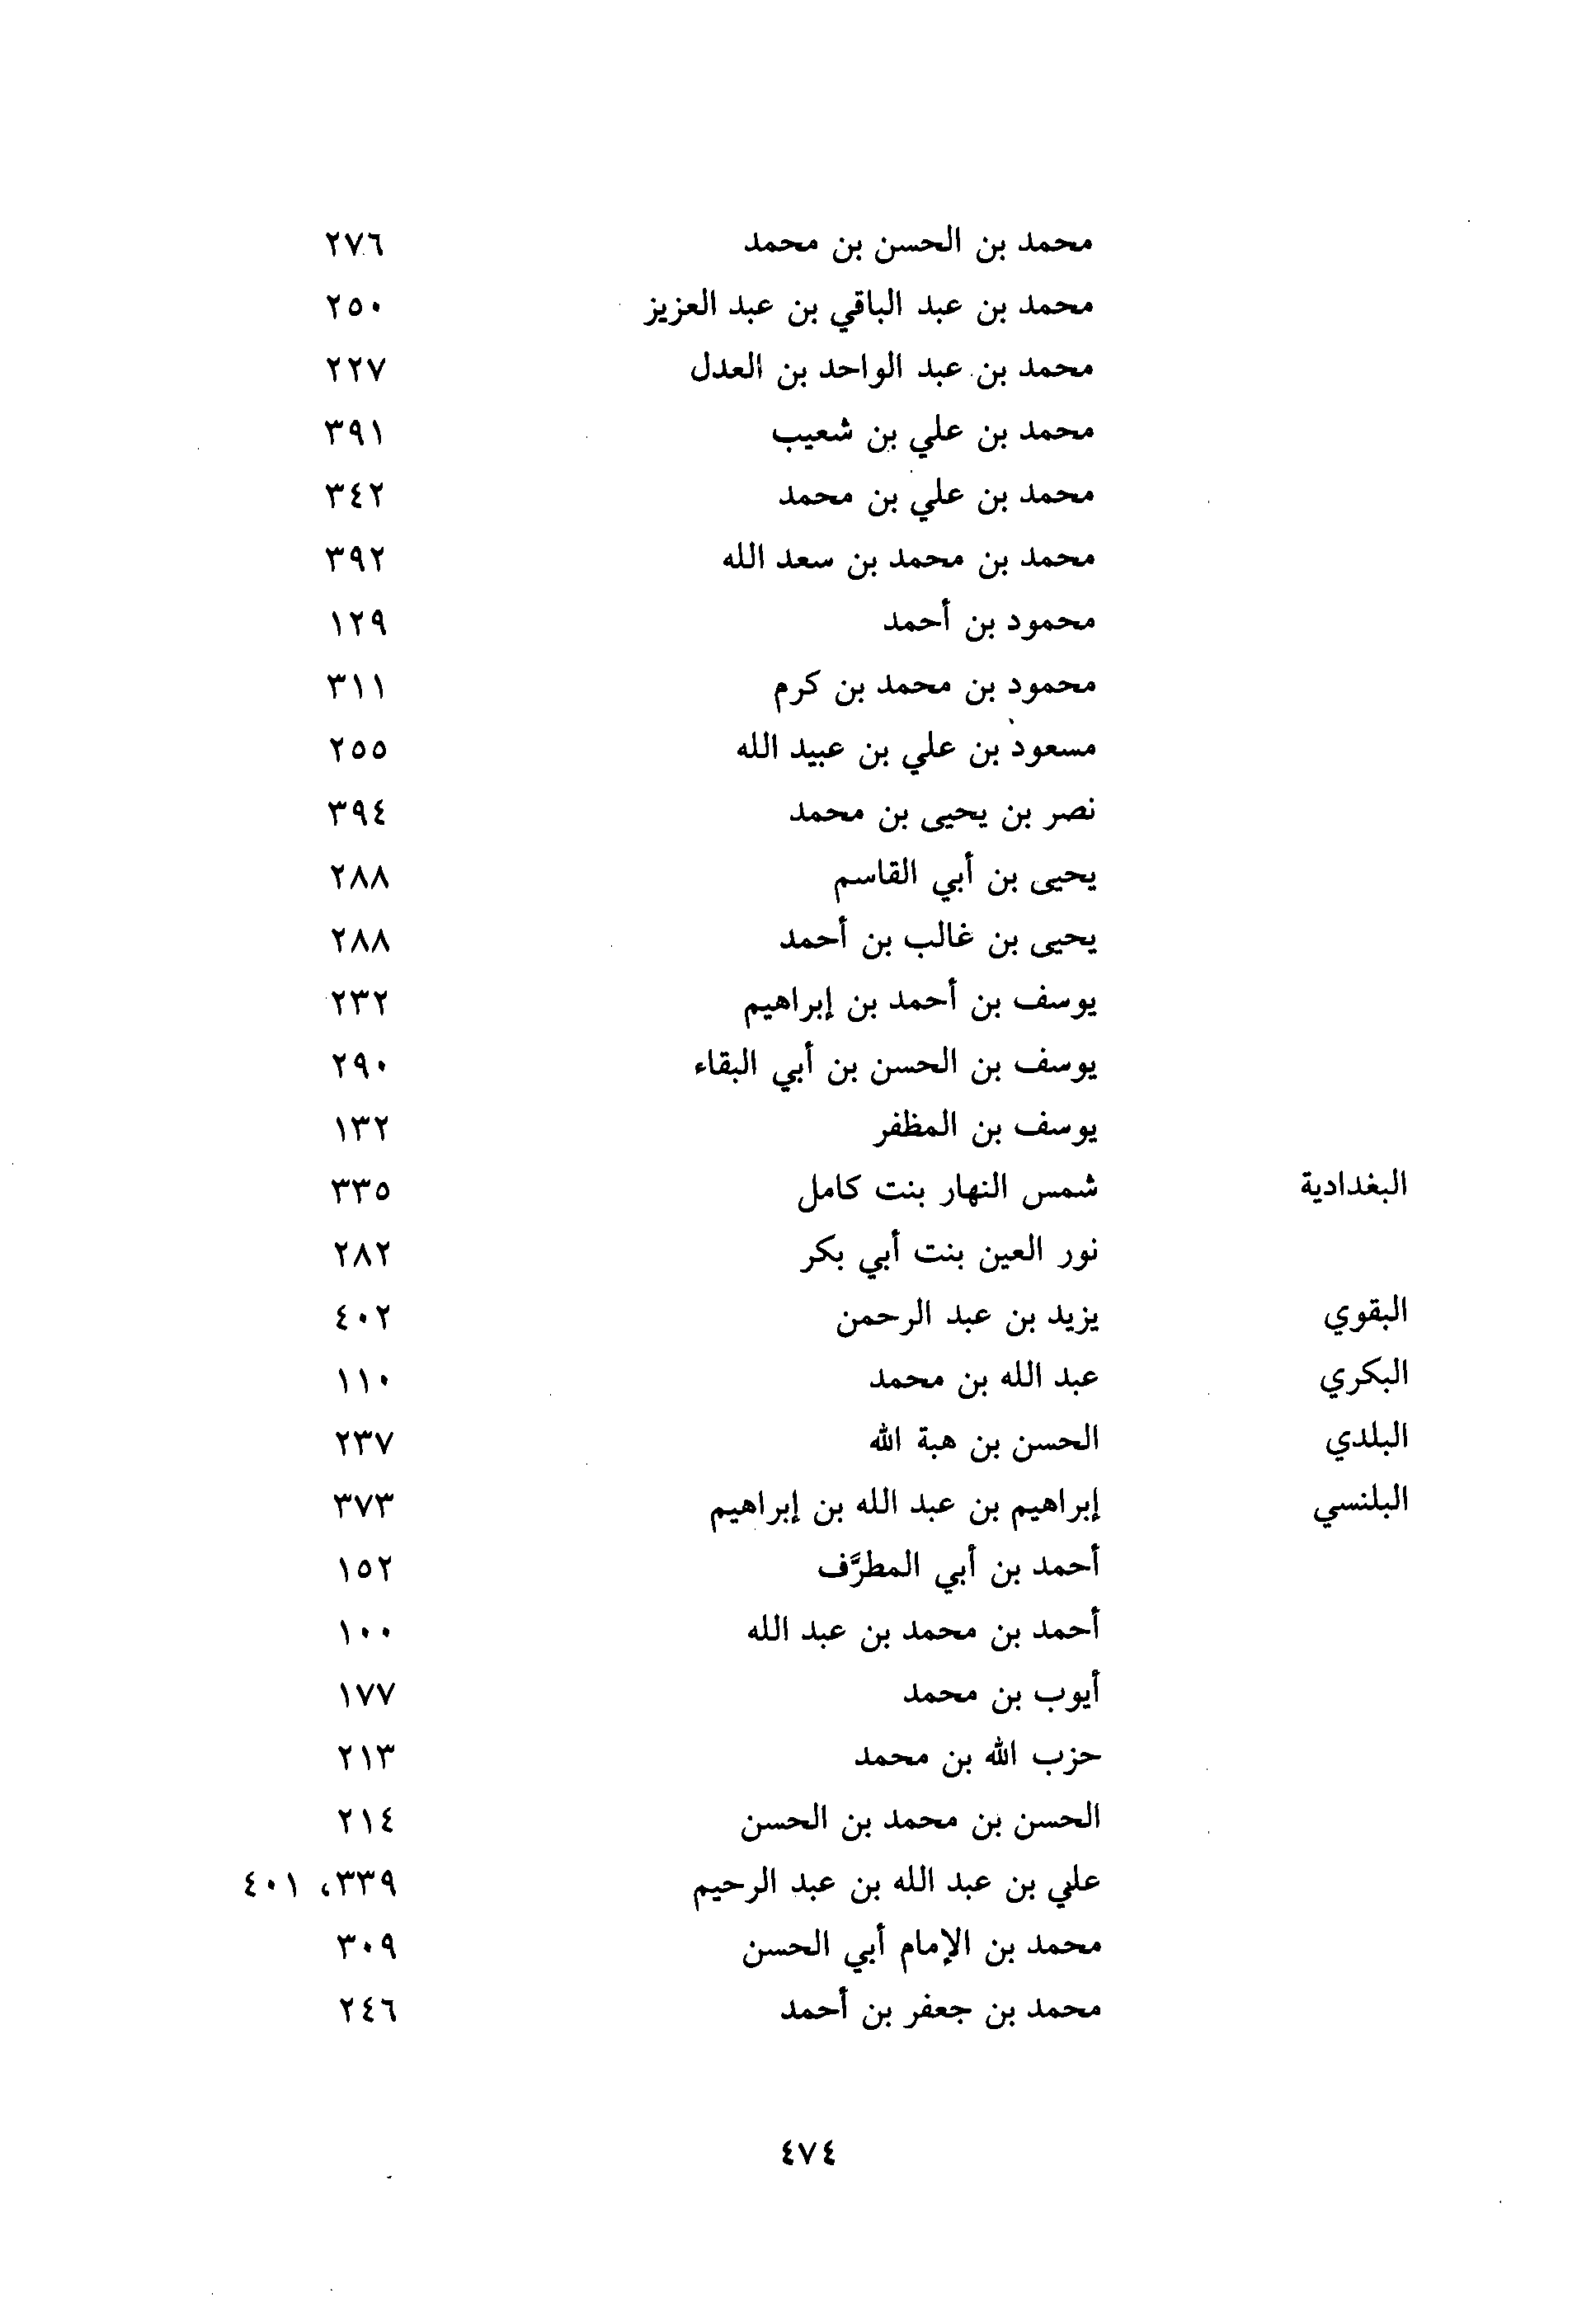 محمد بن الحسن بن محمد ٢٧٦
محمد بن عبد الباقي بن عبد العزيز ٢٥٠
محمد بن عبد الواحد بن العدل ٢٢٧
محمد بن علي بن شعيب ٣٩١
محمد بن علي بن محمد ٣٤٢
محمد بن محمد بن سعد الله ٣٩٢
محمود بن أحمد ١٢٩
محمود بن محمد بن كرم ٣١١
مسعود بن علي بن عبيد الله ٢٥٥
نصر بن يحيى بن محمد ٣٩٤
يحيى بن أبي القاسم ٢٨٨
يحيى بن غالب بن أحمد ٢٨٨
يوسف بن أحمد بن إبراهيم ٢٣٢
يوسف بن الحسن بن أبي البقاء ٢٩٠
يوسف بن المظفر ١٣٢
البغدادية شمس النهار بنت كامل ٣٣٥
نور العين بنت أبي بكر ٢٨٢
البقوي يزيد بن عبد الرحمن ٤٠٢
البكري عبد الله بن محمد ١١٠
البلدي الحسن بن هبة الله ٢٣٧
البلنسي إبراهيم بن عبد الله بن إبراهيم ٣٧٣
أحمد بن أبي المطرَّف ١٥٢
أحمد بن محمد بن عبد الله ١٠٠
أيوب بن محمد ١٧٧
حزب الله بن محمد ٢١٣
الحسن بن محمد بن الحسن ٢١٤
علي بن عبد الله بن عبد الرحيم ٣٣٩، ٤٠١
محمد بن الإمام أبي الحسن ٣٠٩
محمد بن جعفر بن أحمد ٢٤٦
٤٧٤